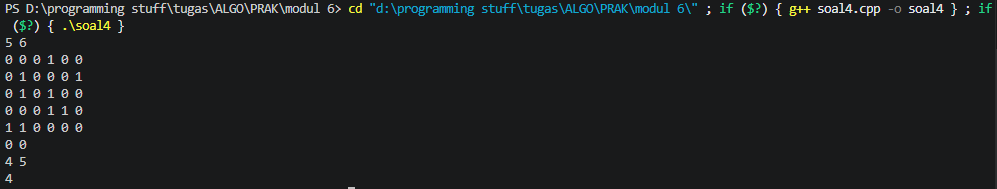 PS D:\programming stuff\tugas\ALGO\PRAK\modul 6> cd "d:\programming stuff\tugas\ALGO\PRAK\modul 6\" ; if ($?) { g++ soal4.cpp -o soal4 } ; if
($?) { .\soal4 }
5 6
0 0 0 1 0 0
0 1 0 0 0 1
0 1 0 1 0 0
0 0 0 1 1 0
1 1 0 0 0 0
0 0
4 5
4